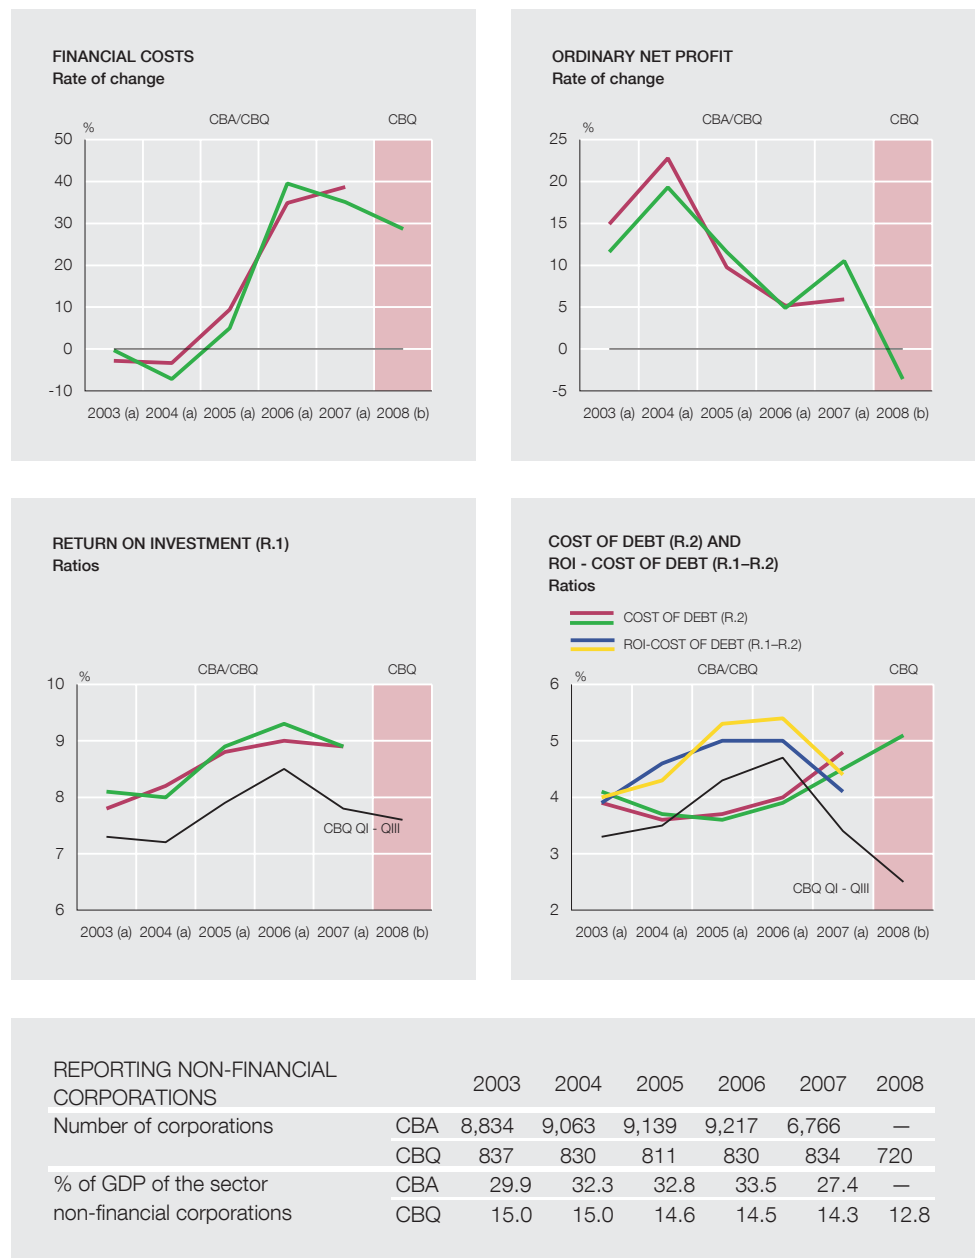 FINANCIAL COSTS
Rate of change
%
CBA/CBQ
CBQ
50
40
30
20
10
0
-10
2003 (a) 2004 (a) 2005 (a) 2006 (a) 2007 (a) 2008 (b)
ORDINARY NET PROFIT
Rate of change
%
CBA/CBQ
CBQ
25
20
15
10
5
0
-5
2003 (a) 2004 (a) 2005 (a) 2006 (a) 2007 (a) 2008 (b)
RETURN ON INVESTMENT (R.1)
Ratios
%
CBA/CBQ
CBQ
10
9
8
7
6
CBQ QI - QIII
2003 (a) 2004 (a) 2005 (a) 2006 (a) 2007 (a) 2008 (b)
COST OF DEBT (R.2) AND
ROI - COST OF DEBT (R.1–R.2)
Ratios
COST OF DEBT (R.2)
ROI-COST OF DEBT (R.1–R.2)
%
CBA/CBQ
CBQ
6
5
4
3
2
CBQ QI - QIII
2003 (a) 2004 (a) 2005 (a) 2006 (a) 2007 (a) 2008 (b)
REPORTING NON-FINANCIAL
CORPORATIONS 2003 2004 2005 2006 2007 2008
Number of corporations CBA 8,834 9,063 9,139 9,217 6,766 —
CBQ 837 830 811 830 834 720
% of GDP of the sector CBA 29.9 32.3 32.8 33.5 27.4 —
non-financial corporations CBQ 15.0 15.0 14.6 14.5 14.3 12.8